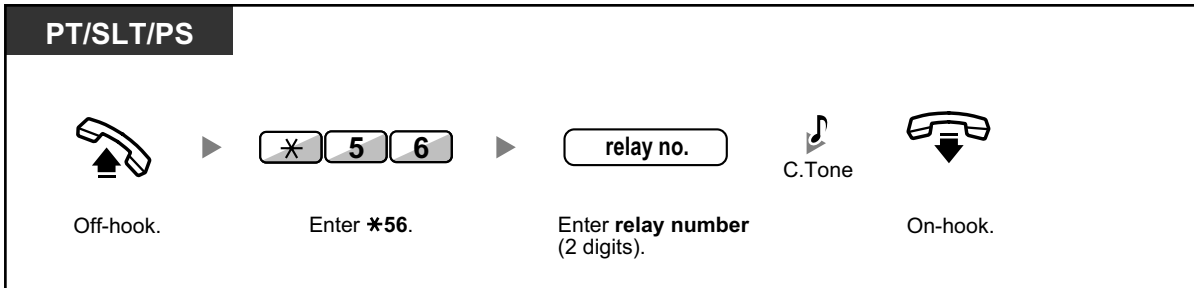 PT/SLT/PS
✳ 5 6
relay no.
C.Tone
Off-hook.
Enter ✳56.
Enter relay number
(2 digits).
On-hook.